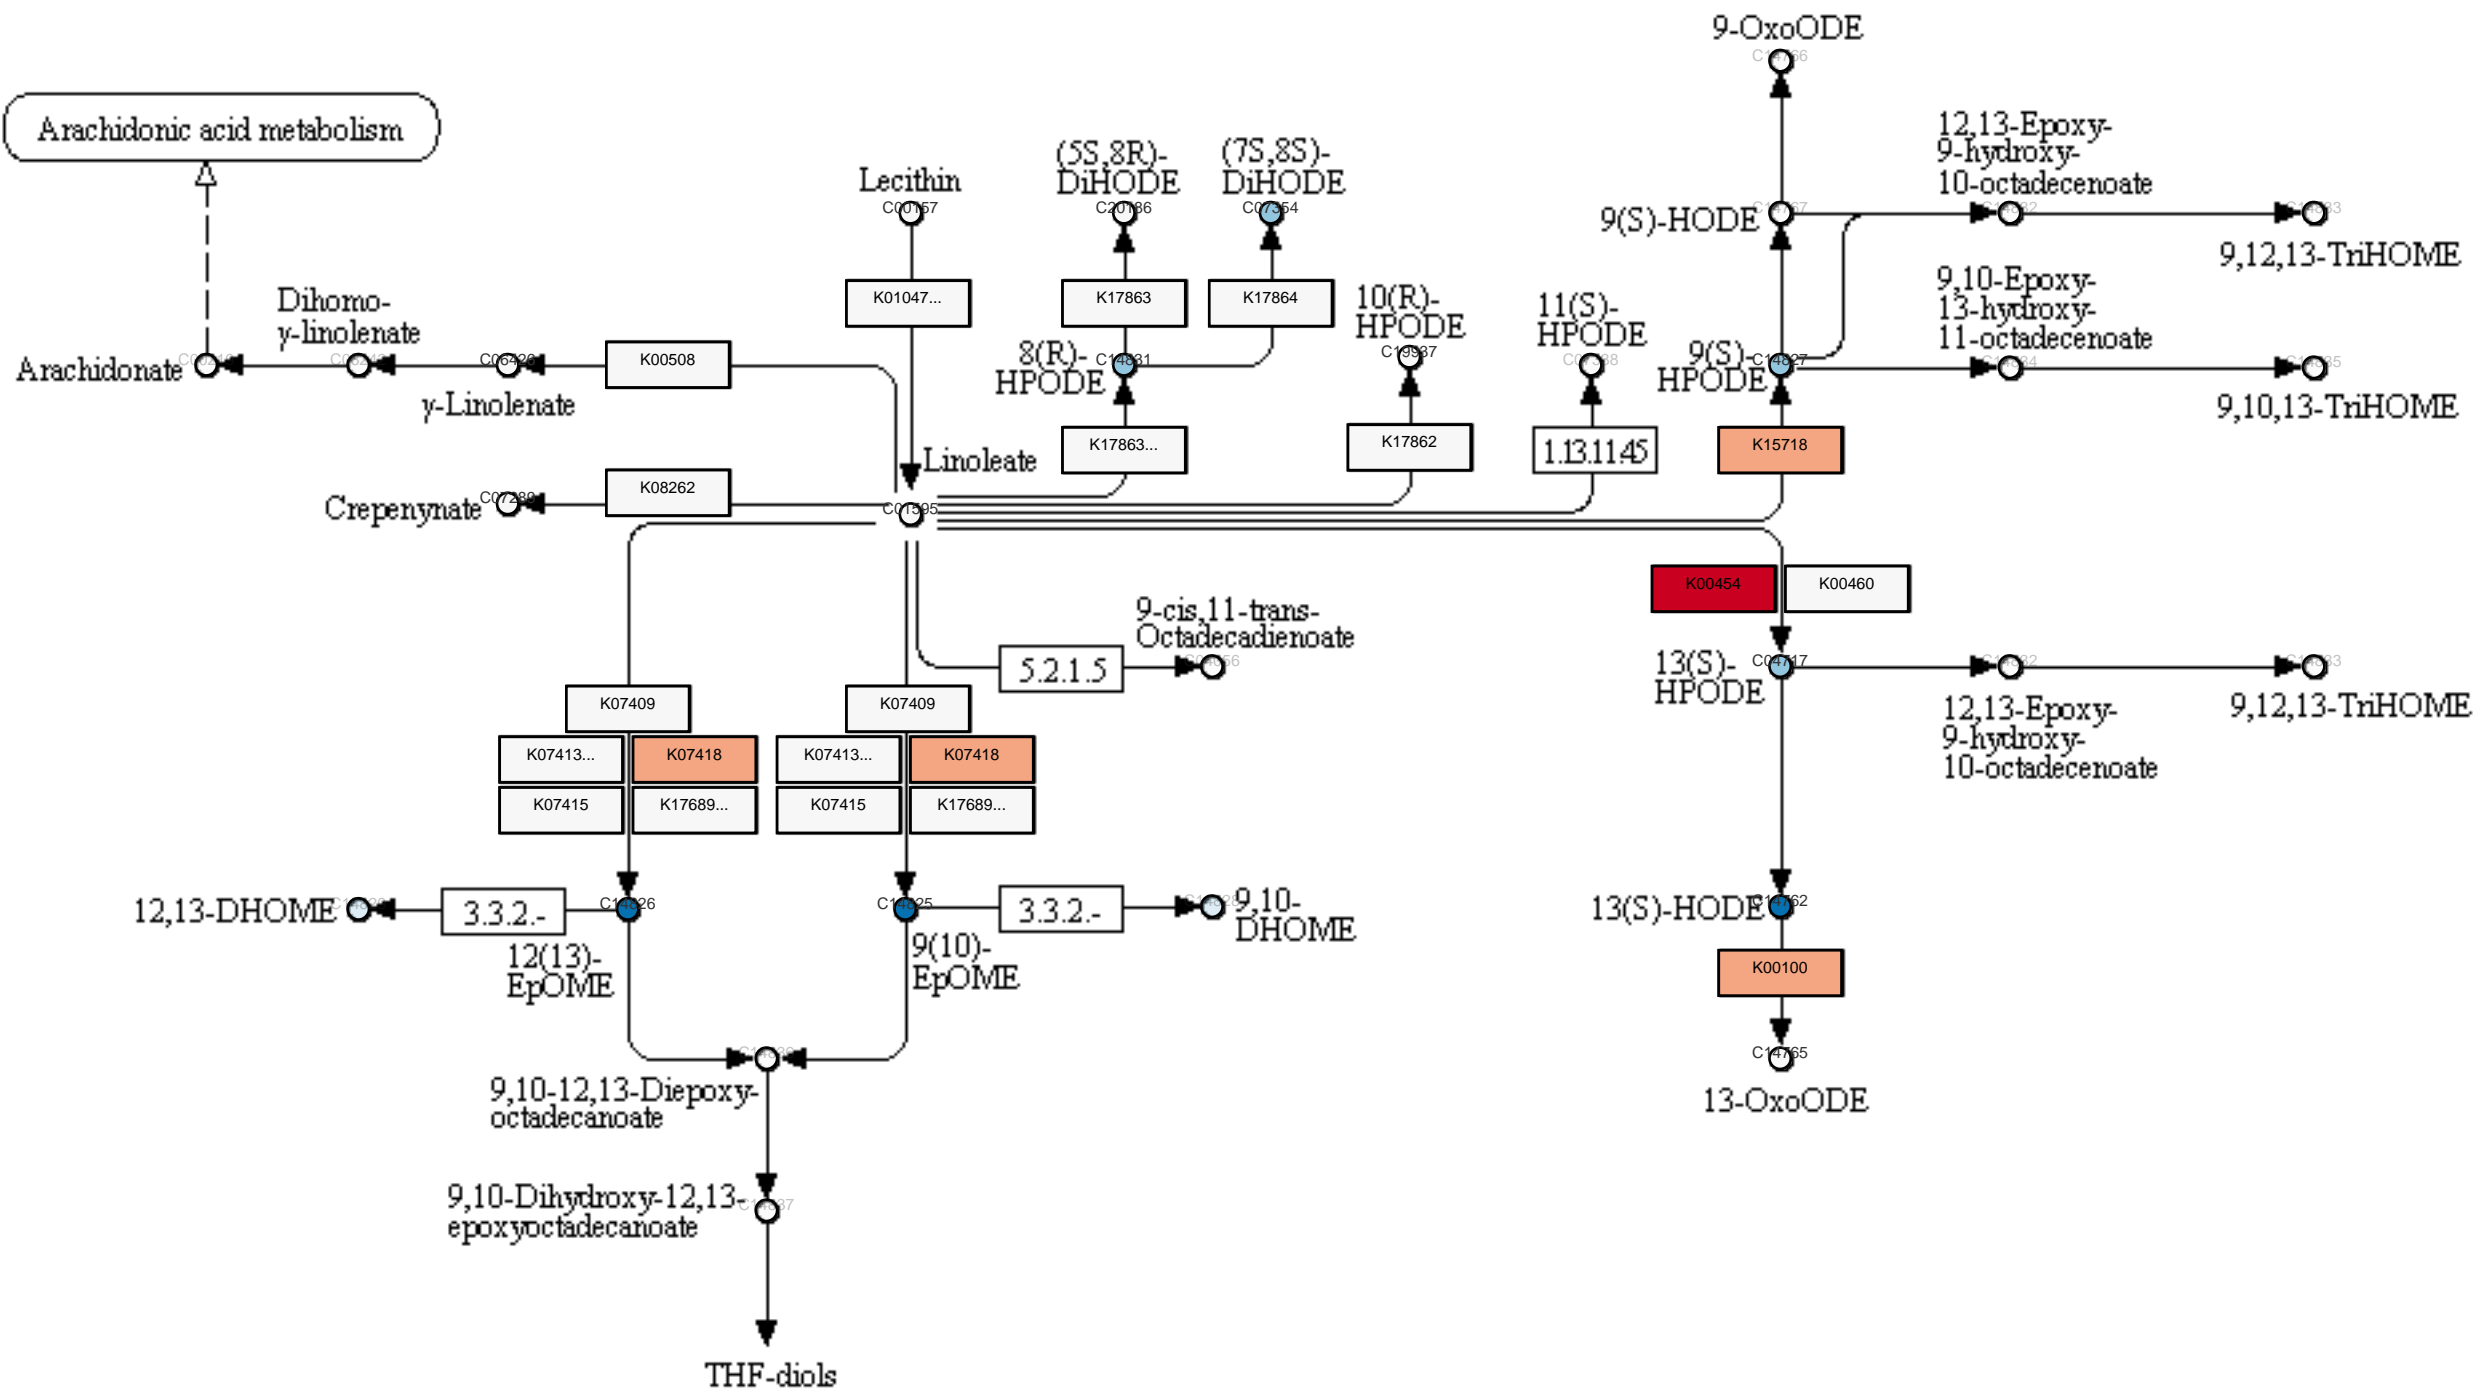 9-OxoODE
Arachidonic acid metabolism
12,13-Epoxy-
9-hydroxy-
10-octadecenoate
(5S,8R)-
DiHODE
(7S,8S)-
DiHODE
Lecithin
C00157
C20186
C07354
9(S)-HODE
9,12,13-TriHOME
K01047...
K17863
K17864
Dihomo-
γ-linolenate
10(R)-
HPODE
11(S)-
HPODE
9,10-Epoxy-
13-hydroxy-
11-octadecenoate
Arachidonate
C06426
K00508
8(R)-
HPODE
C14831
C19937
9(S)-
HPODE
C14827
9,10,13-TriHOME
γ-Linolenate
K17863...
K17862
1.13.11.45
K15718
Linoleate
Crepenynate
C07289
K08262
C01595
K00454
K00460
9-cis,11-trans-
Octadecadienoate
5.2.1.5
13(S)-
HPODE
C04717
12,13-Epoxy-
9-hydroxy-
10-octadecenoate
9,12,13-TriHOME
K07409
K07409
K07413...
K07418
K07413...
K07418
K07415
K17689...
K07415
K17689...
12,13-DHOME
3.3.2.-
C14826
12(13)-
EpOME
C14825
9(10)-
EpOME
3.3.2.-
9,10-
DHOME
13(S)-HODE
C14762
K00100
C14765
13-OxoODE
9,10-12,13-Diepoxy-
octadecanoate
9,10-Dihydroxy-12,13-
epoxyoctadecanoate
THF-diols